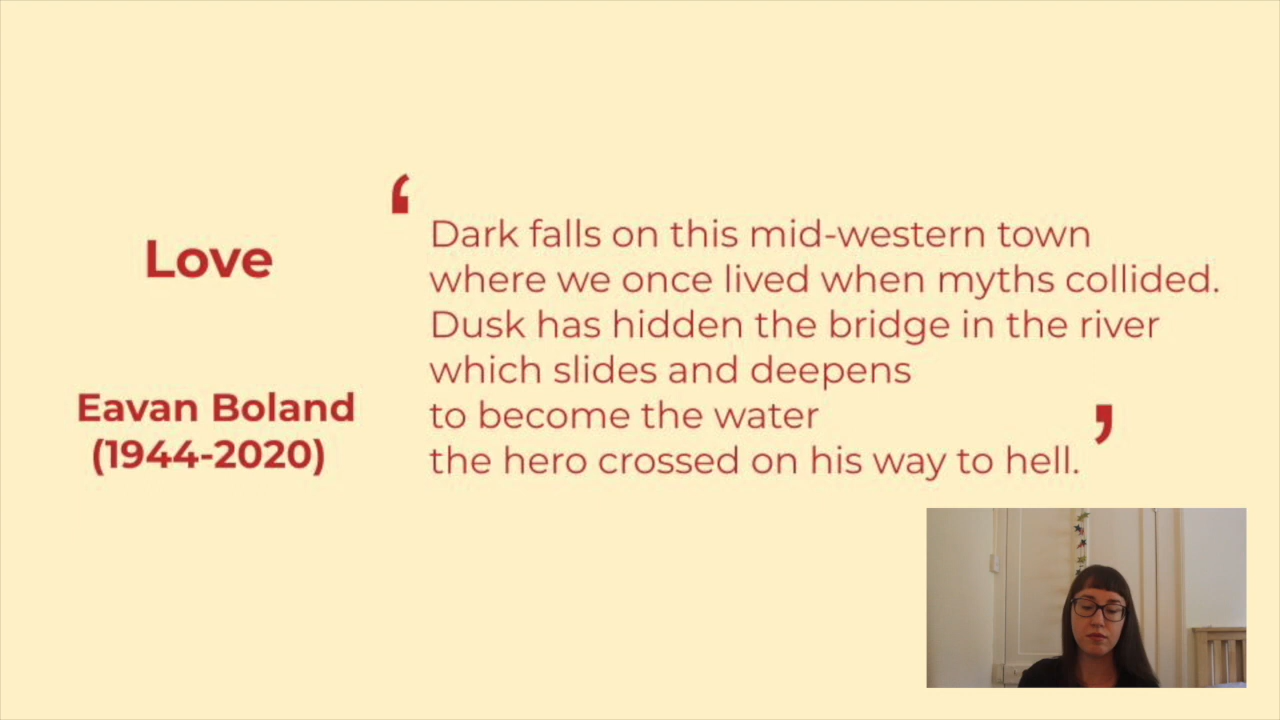 Love
Eavan Boland
(1944-2020)
‘
Dark falls on this mid-western town
where we once lived when myths collided.
Dusk has hidden the bridge in the river
which slides and deepens
to become the water
the hero crossed on his way to hell.
’